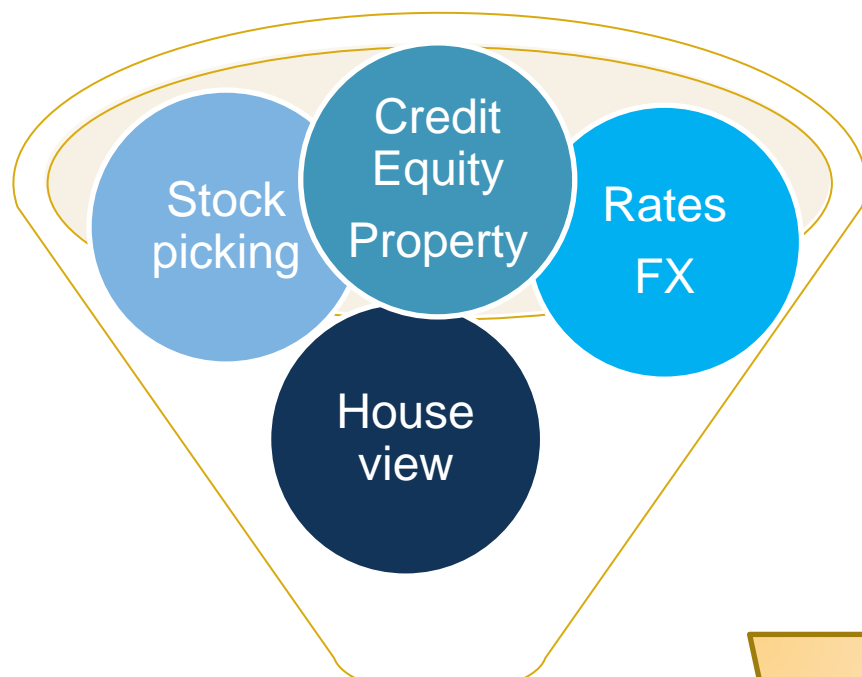 Credit
Equity
Property
Stock
picking
Rates
FX
House
view